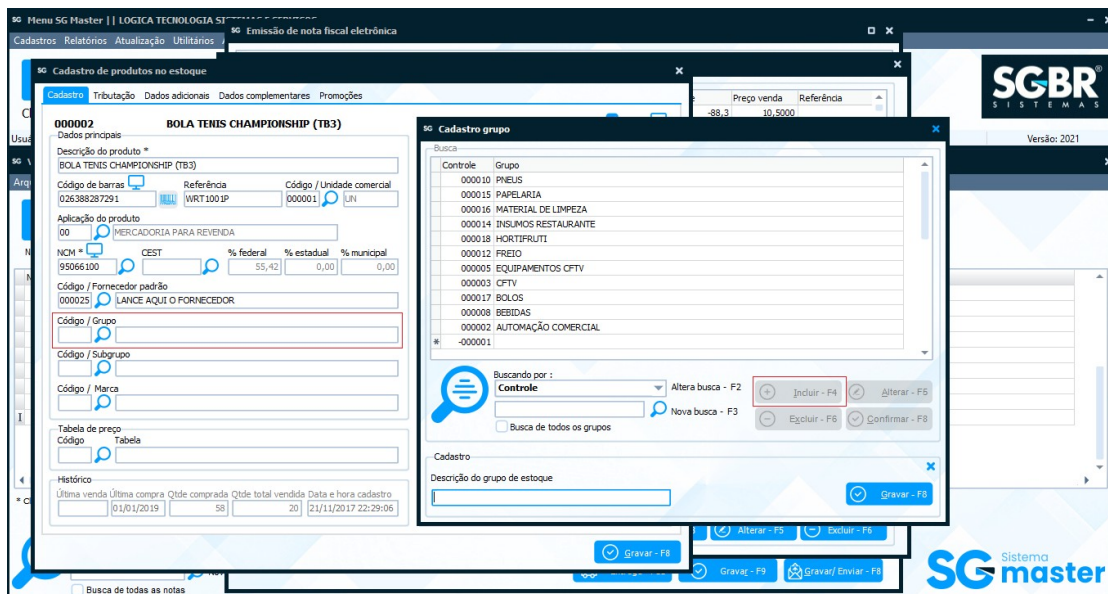 SG Menu SG Master || LOGICA TECNOLOGIA SISTEMAS E SERVIÇOS
SG Emissão de nota fiscal eletrônica
Cadastros Relatórios Atualização Utilitários
SG Cadastro de produtos no estoque
Cadastro Tributação Dados adicionais Dados complementares Promoções
Preço venda Referência
-88,3 10,5000
SGBR®
SISTEMAS
Versão: 2021
000002 BOLA TENIS CHAMPIONSHIP (TB3)
Dados principais
Descrição do produto *
BOLA TENIS CHAMPIONSHIP (TB3)
Código de barras Referência Código / Unidade comercial
026388287291 WRT1001P 000001 UN
Aplicação do produto
00 MERCADORIA PARA REVENDA
NCM * CEST % federal % estadual % municipal
95066100 55,42 0,00 0,00
Código / Fornecedor padrão
000025 LANCE AQUI O FORNECEDOR
Código / Grupo
Código / Subgrupo
Código / Marca
Tabela de preço
Código Tabela
Histórico
Última venda Última compra Qtde comprada Qtde total vendida Data e hora cadastro
01/01/2019 58 20 21/11/2017 22:29:06
Gravar - F8
SG Cadastro grupo
Busca
Controle Grupo
000010 PNEUS
000015 PAPELARIA
000016 MATERIAL DE LIMPEZA
000014 INSUMOS RESTAURANTE
000018 HORTIFRUTI
000012 FREIO
000005 EQUIPAMENTOS CFTV
000003 CFTV
000017 BOLOS
000008 BEBIDAS
000002 AUTOMAÇÃO COMERCIAL
* -000001
Buscando por :
Controle Altera busca - F2
Nova busca - F3
Busca de todos os grupos
Incluir - F4 Alterar - F5
Excluir - F6 Confirmar - F8
Cadastro
Descrição do grupo de estoque
Gravar - F8
Alterar - F5 Excluir - F6
Gravar - F9 Gravar/ Enviar - F8
Busca de todas as notas
SG Sistema
master